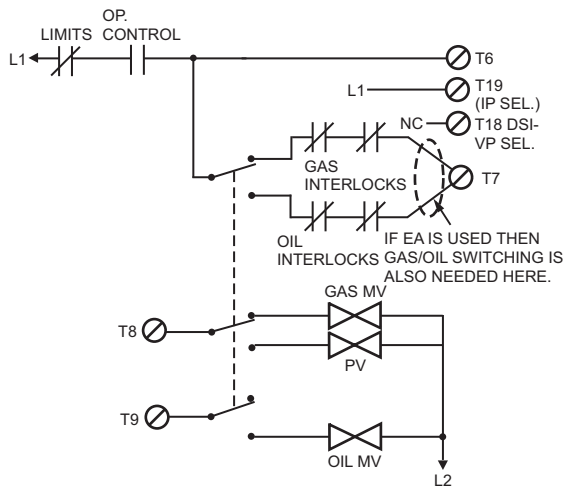 OP.
LIMITS CONTROL
L1
T6
L1
T19
(IP SEL.)
NC
T18 DSI-
VP SEL.
GAS
INTERLOCKS
T7
OIL
INTERLOCKS
IF EA IS USED THEN
GAS/OIL SWITCHING IS
ALSO NEEDED HERE.
GAS MV
T8
PV
T9
OIL MV
L2